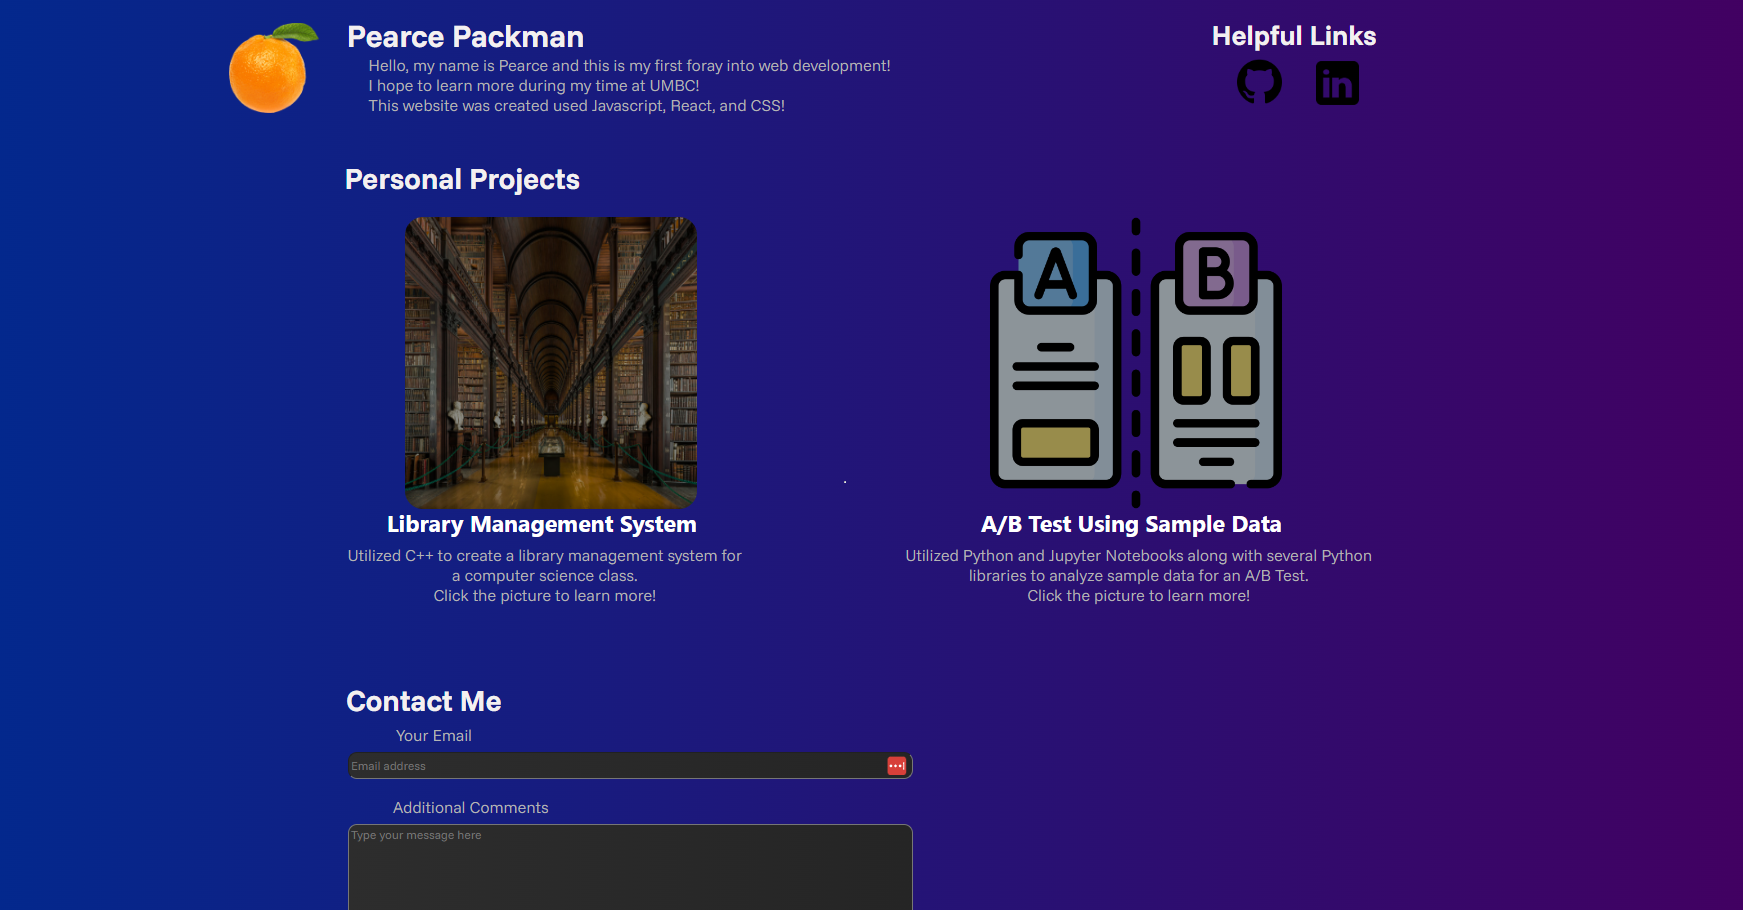 Pearce Packman
Hello, my name is Pearce and this is my first foray into web development!
I hope to learn more during my time at UMBC!
This website was created used Javascript, React, and CSS!
Helpful Links
in
Personal Projects
A
B
Library Management System
Utilized C++ to create a library management system for
a computer science class.
Click the picture to learn more!
A/B Test Using Sample Data
Utilized Python and Jupyter Notebooks along with several Python
libraries to analyze sample data for an A/B Test.
Click the picture to learn more!
Contact Me
Your Email
Email address
Additional Comments
Type your message here